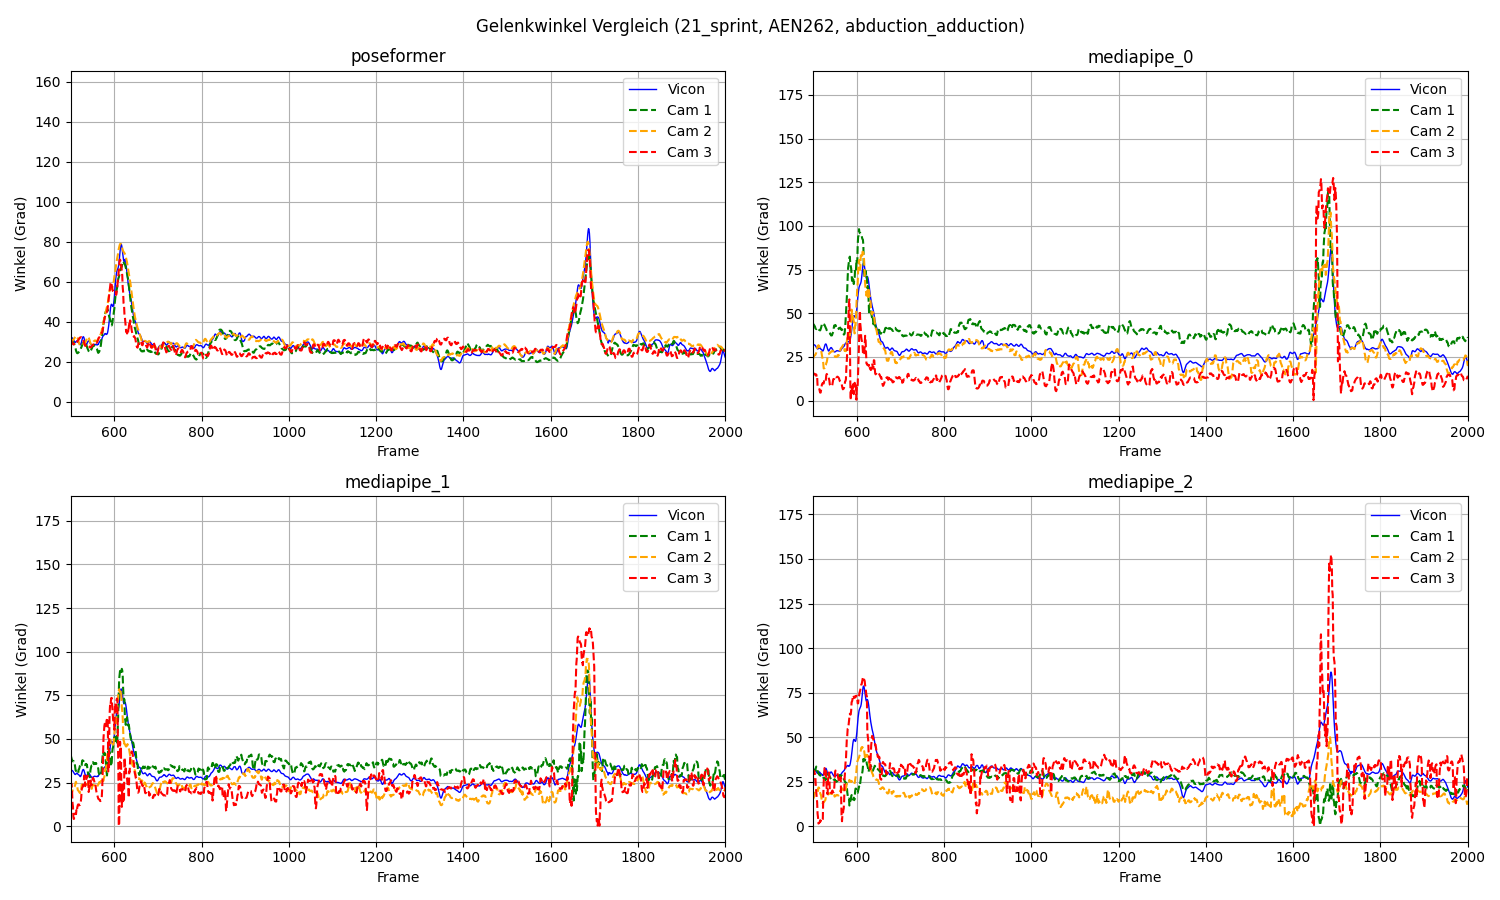 Gelenkwinkel Vergleich (21_sprint, AEN262, abduction_adduction)
poseformer
160
140
120
100
80
60
40
20
0
Winkel (Grad)
Vicon
Cam 1
Cam 2
Cam 3
600 800 1000 1200 1400 1600 1800 2000
Frame
mediapipe_0
175
150
125
100
75
50
25
0
Winkel (Grad)
Vicon
Cam 1
Cam 2
Cam 3
600 800 1000 1200 1400 1600 1800 2000
Frame
mediapipe_1
175
150
125
100
75
50
25
0
Winkel (Grad)
Vicon
Cam 1
Cam 2
Cam 3
600 800 1000 1200 1400 1600 1800 2000
Frame
mediapipe_2
175
150
125
100
75
50
25
0
Winkel (Grad)
Vicon
Cam 1
Cam 2
Cam 3
600 800 1000 1200 1400 1600 1800 2000
Frame